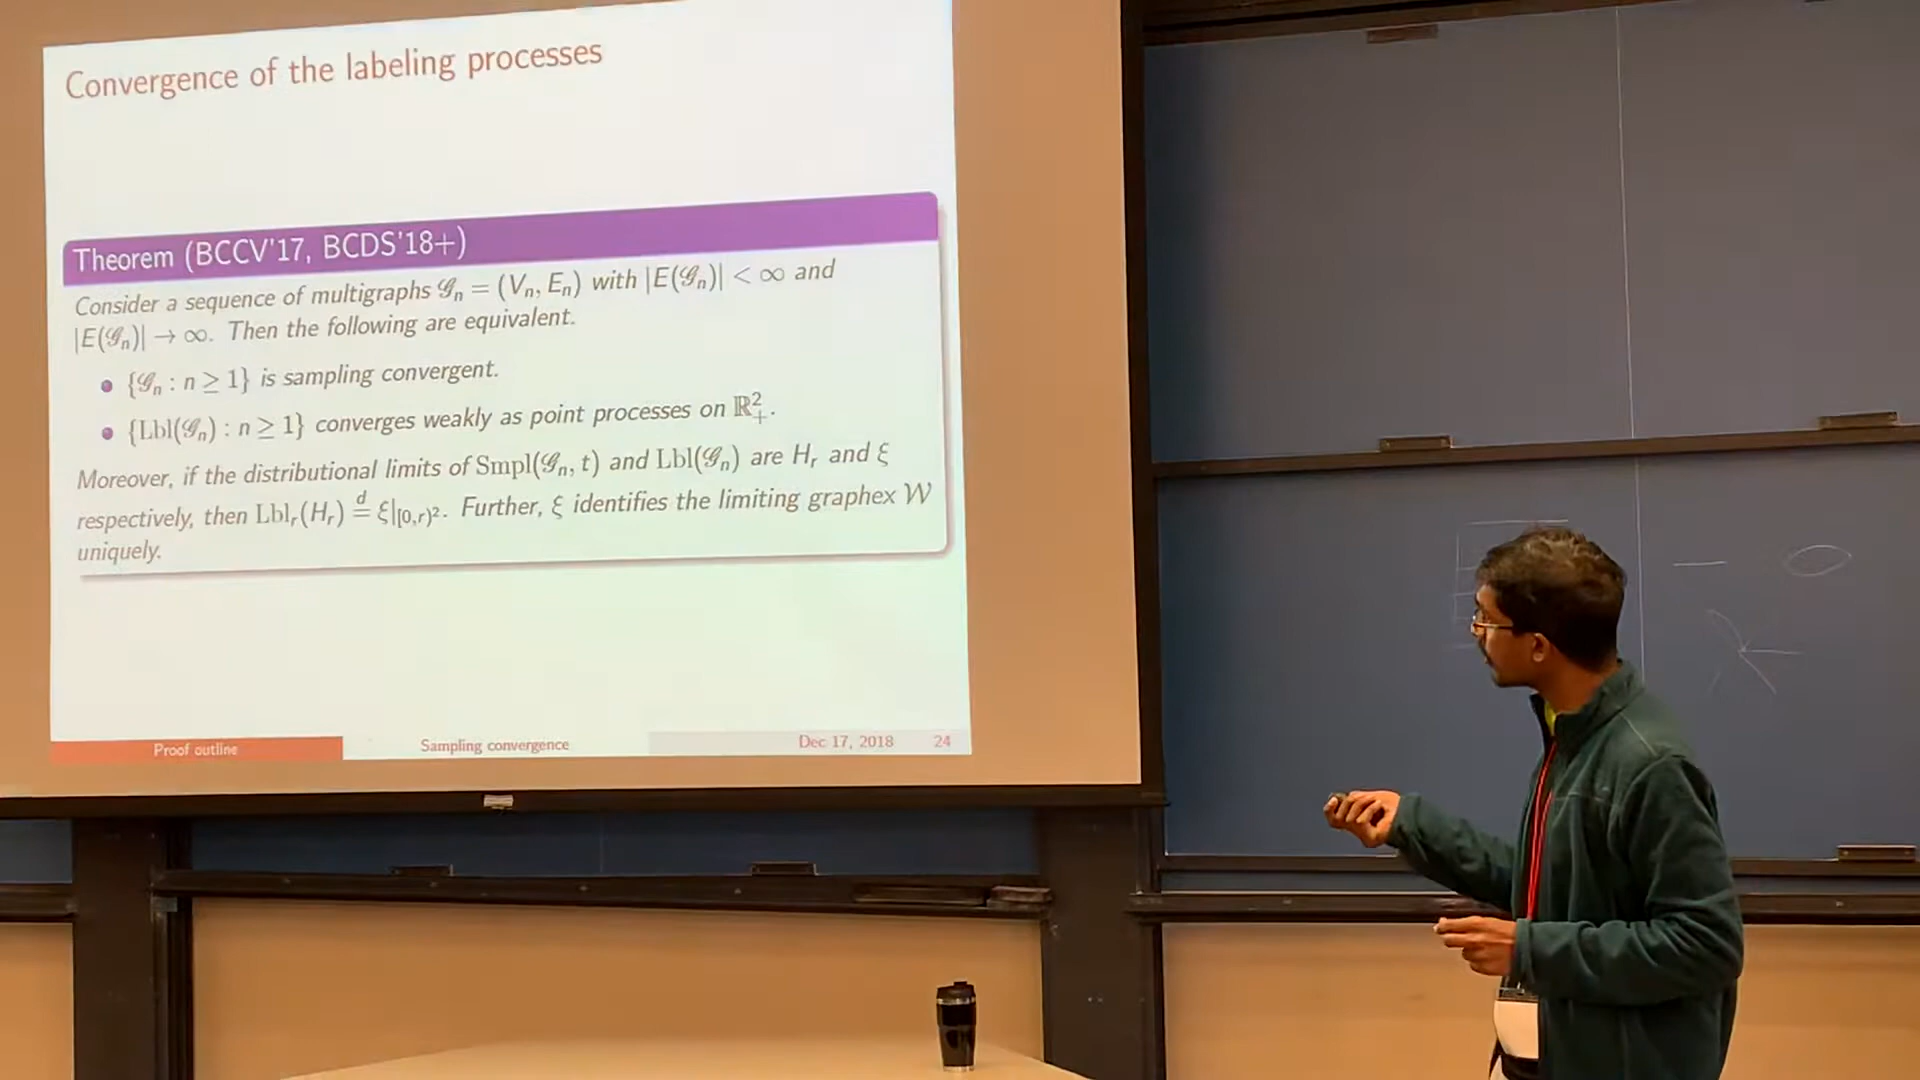 Convergence of the labeling processes
Theorem (BCCV'17, BCDS'18+)
Consider a sequence of multigraphs 𝒢ₙ = (Vₙ, Eₙ) with |E(𝒢ₙ)| < ∞ and
|E(𝒢ₙ)| → ∞. Then the following are equivalent.
• {𝒢ₙ : n ≥ 1} is sampling convergent.
• {Lbl(𝒢ₙ) : n ≥ 1} converges weakly as point processes on ℝ₊².
Moreover, if the distributional limits of Smpl(𝒢ₙ, t) and Lbl(𝒢ₙ) are Hᵣ and ξ
respectively, then Lblᵣ(Hᵣ) =ᵈ ξ|[0,r)². Further, ξ identifies the limiting graphex 𝒲
uniquely.
Proof outline
Sampling convergence
Dec 17, 2018 24